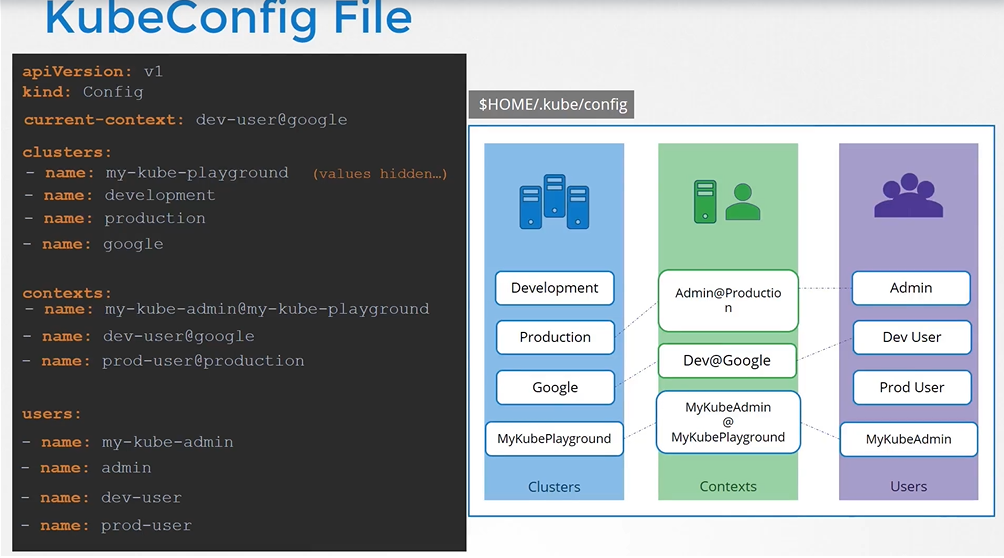 KubeConfig File
apiVersion: v1
kind: Config
current-context: dev-user@google
clusters:
- name: my-kube-playground (values hidden…)
- name: development
- name: production
- name: google
contexts:
- name: my-kube-admin@my-kube-playground
- name: dev-user@google
- name: prod-user@production
users:
- name: my-kube-admin
- name: admin
- name: dev-user
- name: prod-user
$HOME/.kube/config
Development
Production
Google
MyKubePlayground
Clusters
Admin@Productio
n
Dev@Google
MyKubeAdmin
@
MyKubePlayground
Contexts
Admin
Dev User
Prod User
MyKubeAdmin
Users